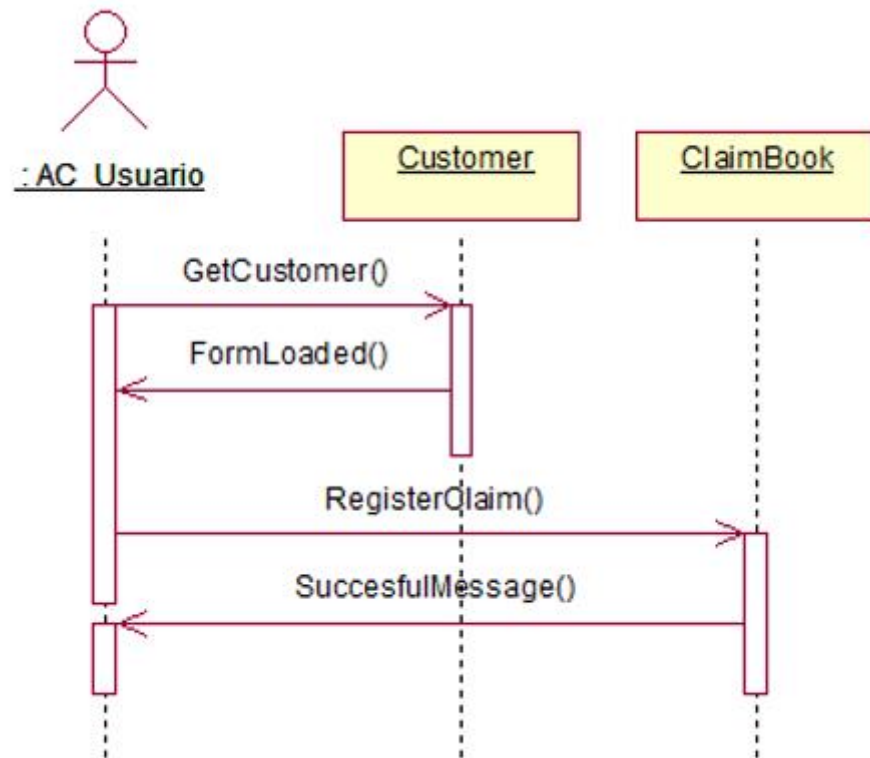 : AC_Usuario
Customer
ClaimBook
GetCustomer()
FormLoaded()
RegisterClaim()
SuccesfulMessage()